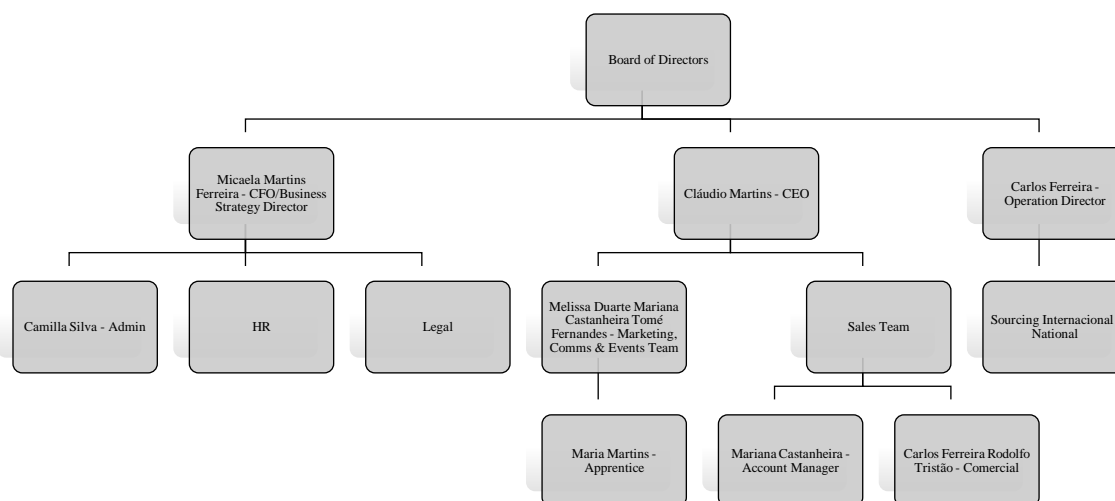 Board of Directors
Micaela Martins
Ferreira - CFO/Business
Strategy Director
Cláudio Martins - CEO
Carlos Ferreira -
Operation Director
Camilla Silva - Admin
HR
Legal
Melissa Duarte Mariana
Castanheira Tomé
Fernandes - Marketing,
Comms & Events Team
Sales Team
Sourcing Internacional
National
Maria Martins -
Apprentice
Mariana Castanheira -
Account Manager
Carlos Ferreira Rodolfo
Tristão - Comercial